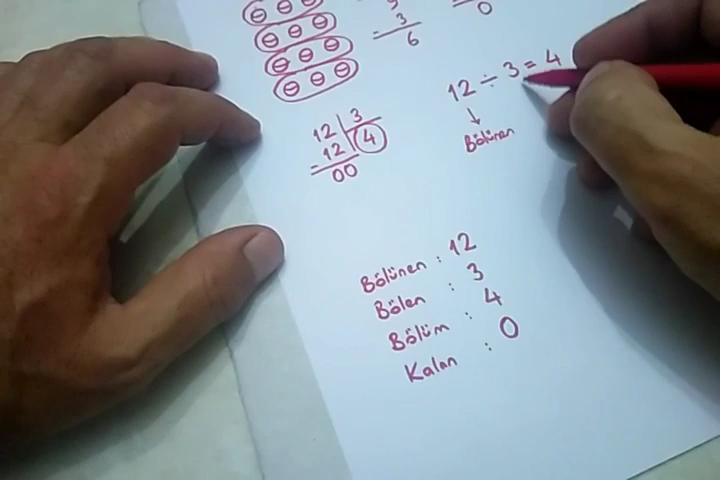 - 3
6
0
12 ÷ 3 = 4
↓
Bölünen
12 | 3
- 12 | 4
00
Bölünen : 12
Bölen : 3
Bölüm : 4
Kalan : 0